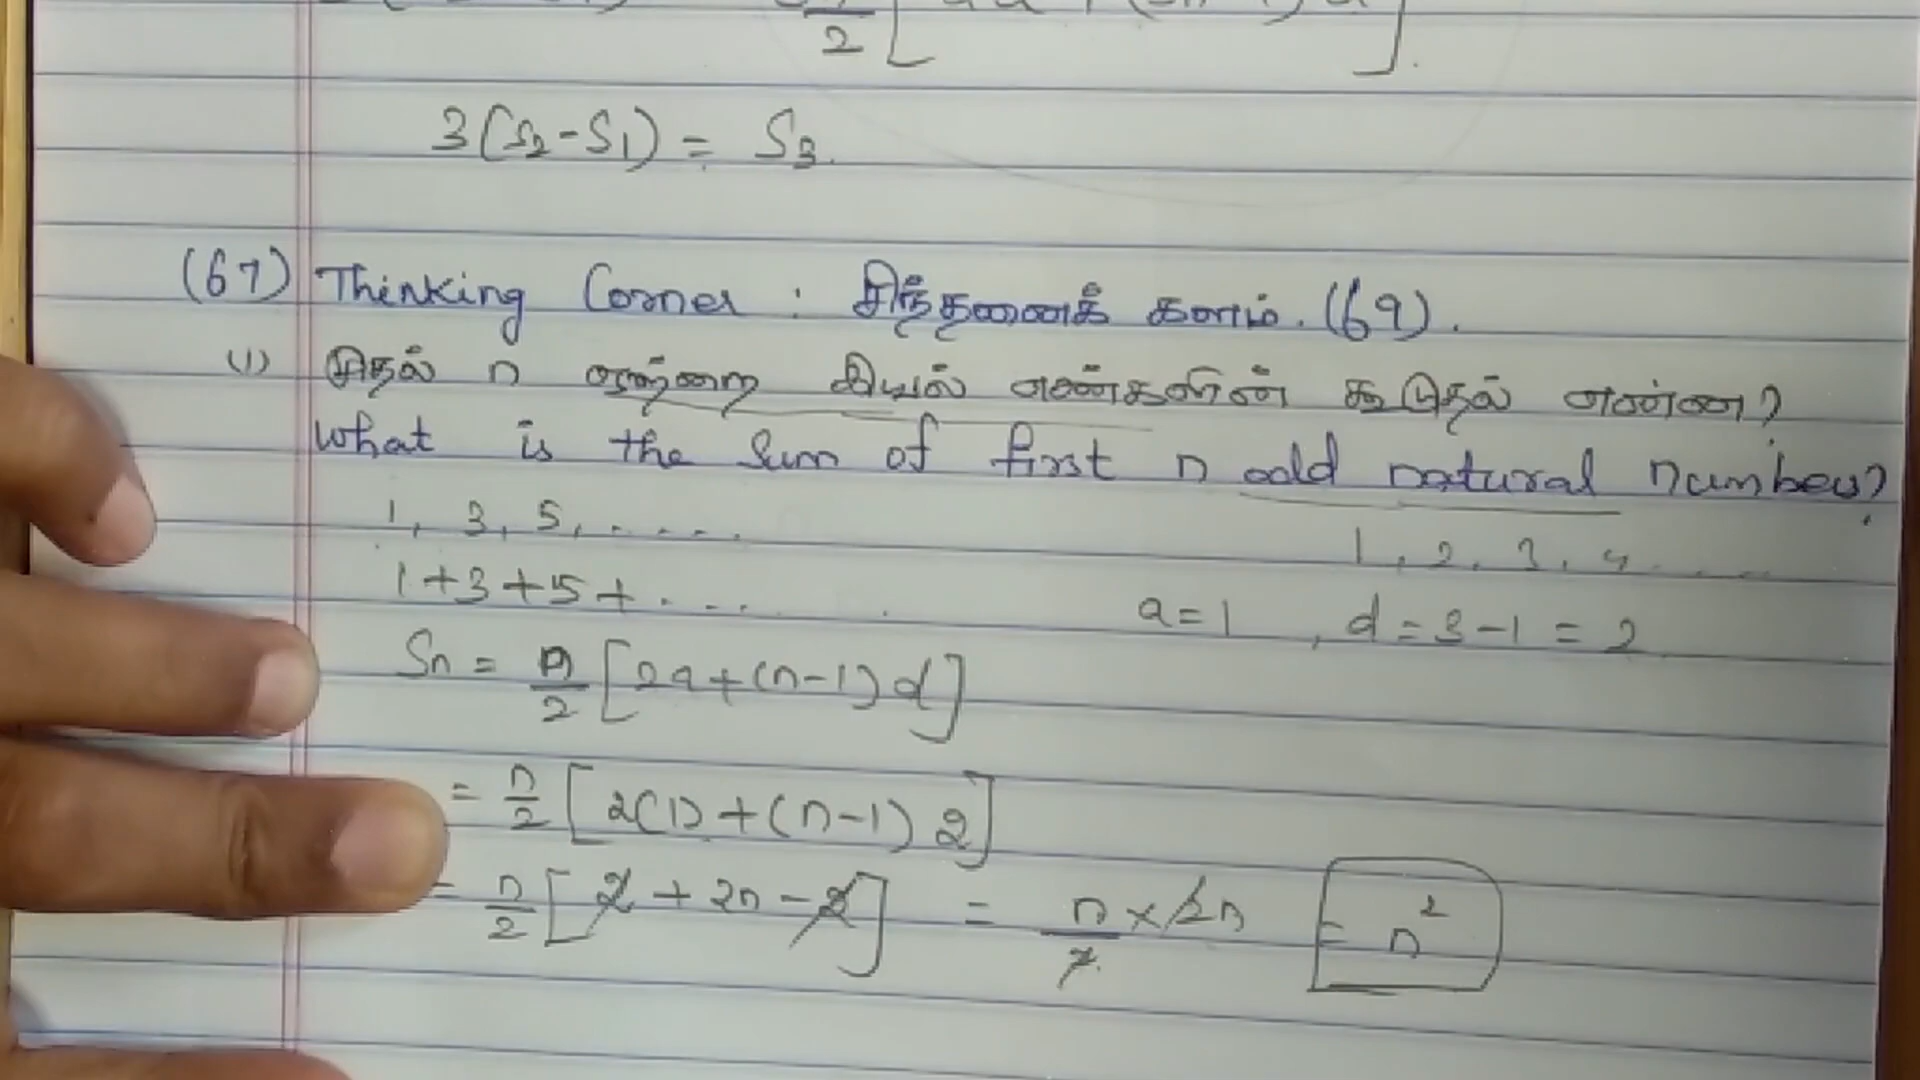 2
3(S₂-S₁) = S₃.
(67) Thinking Corner : சிந்தனைக் களம். (69).
(1) முதல் n ஒற்றை இயல் எண்களின் கூடுதல் என்ன?
What is the Sum of first n odd natural numbers?
1, 3, 5, .... 1, 2, 3, 4 ....
1+3+5+ .... a=1, d=3-1=2
Sn = n/2 [2a+(n-1)d]
= n/2 [2(1)+(n-1)2]
= n/2 [2+2n-2] = n/2 × 2n = n²